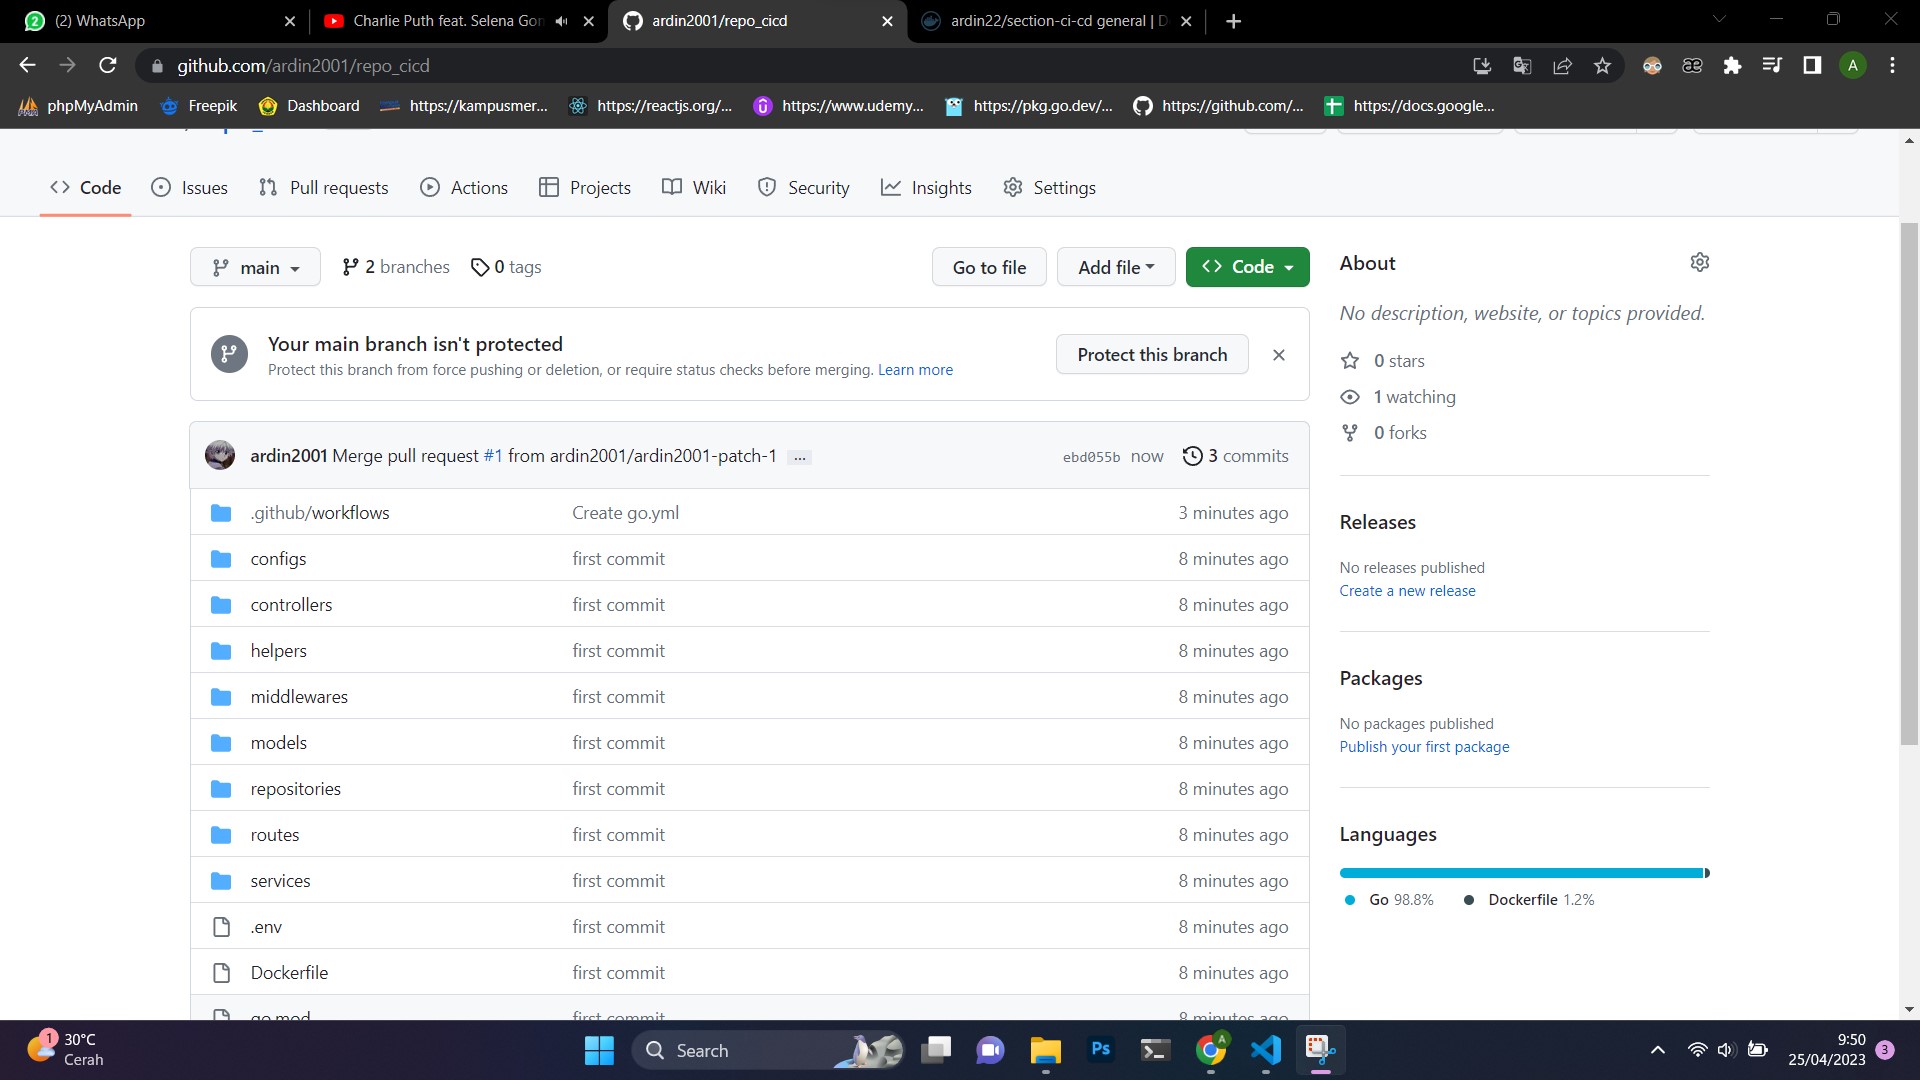 (2) WhatsApp
Charlie Puth feat. Selena Gon
ardin2001/repo_cicd
ardin22/section-ci-cd general | D
github.com/ardin2001/repo_cicd
A
phpMyAdmin
Freepik
Dashboard
https://kampusmer...
https://reactjs.org/...
https://www.udemy...
https://pkg.go.dev/...
https://github.com/...
https://docs.google...
Code
Issues
Pull requests
Actions
Projects
Wiki
Security
Insights
Settings
main
2 branches
0 tags
Go to file
Add file
Code
Your main branch isn't protected
Protect this branch from force pushing or deletion, or require status checks before merging. Learn more
Protect this branch
ardin2001 Merge pull request #1 from ardin2001/ardin2001-patch-1 ...
ebd055b now
3 commits
.github/workflows Create go.yml 3 minutes ago
configs first commit 8 minutes ago
controllers first commit 8 minutes ago
helpers first commit 8 minutes ago
middlewares first commit 8 minutes ago
models first commit 8 minutes ago
repositories first commit 8 minutes ago
routes first commit 8 minutes ago
services first commit 8 minutes ago
.env first commit 8 minutes ago
Dockerfile first commit 8 minutes ago
go.mod first commit 8 minutes ago
About
No description, website, or topics provided.
0 stars
1 watching
0 forks
Releases
No releases published
Create a new release
Packages
No packages published
Publish your first package
Languages
Go 98.8%
Dockerfile 1.2%
1
30°C
Cerah
Search
Ps
A
9:50
25/04/2023
3